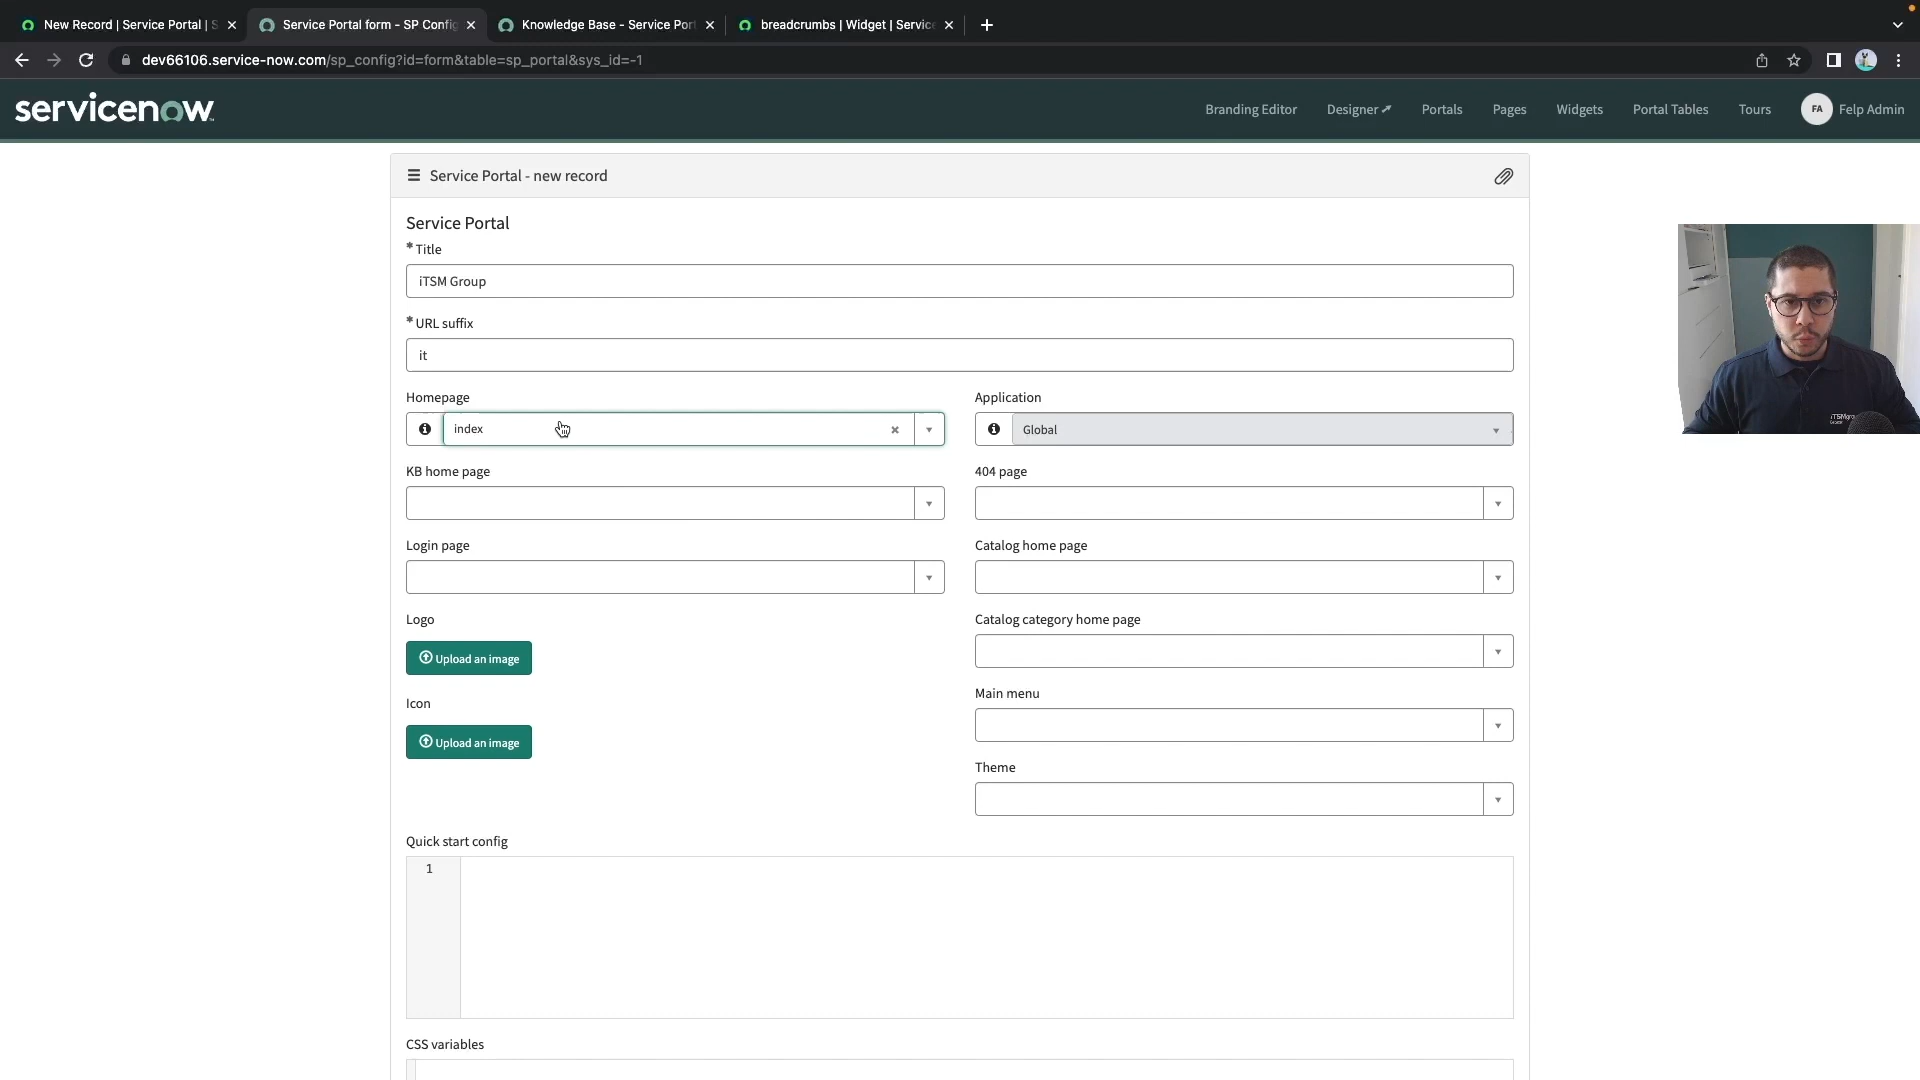 New Record | Service Portal | S
Service Portal form - SP Config
Knowledge Base - Service Port
breadcrumbs | Widget | Service
dev66106.service-now.com/sp_config?id=form&table=sp_portal&sys_id=-1
servicenow
Branding Editor
Designer
Portals
Pages
Widgets
Portal Tables
Tours
FA
Felp Admin
Service Portal - new record
Service Portal
* Title
iTSM Group
* URL suffix
it
Homepage
Application
index
Global
KB home page
404 page
Login page
Catalog home page
Logo
Catalog category home page
Upload an image
Main menu
Icon
Upload an image
Theme
Quick start config
1
CSS variables